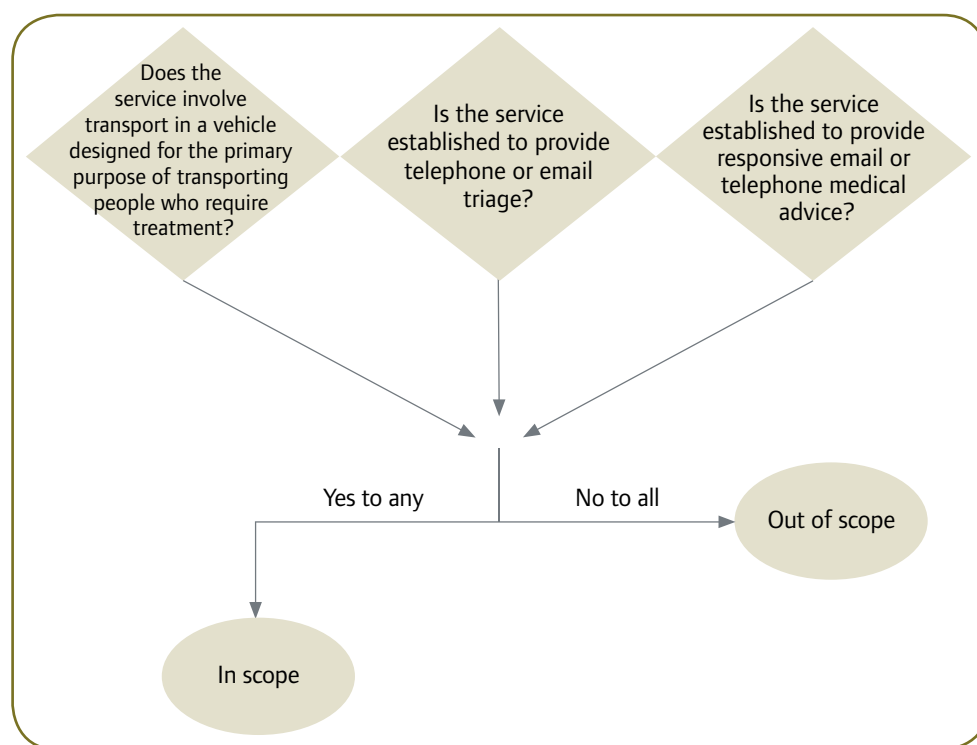 Does the
service involve
transport in a vehicle
designed for the primary
purpose of transporting
people who require
treatment?
Is the service
established to provide
telephone or email
triage?
Is the service
established to provide
responsive email or
telephone medical
advice?
Yes to any
No to all
Out of scope
In scope